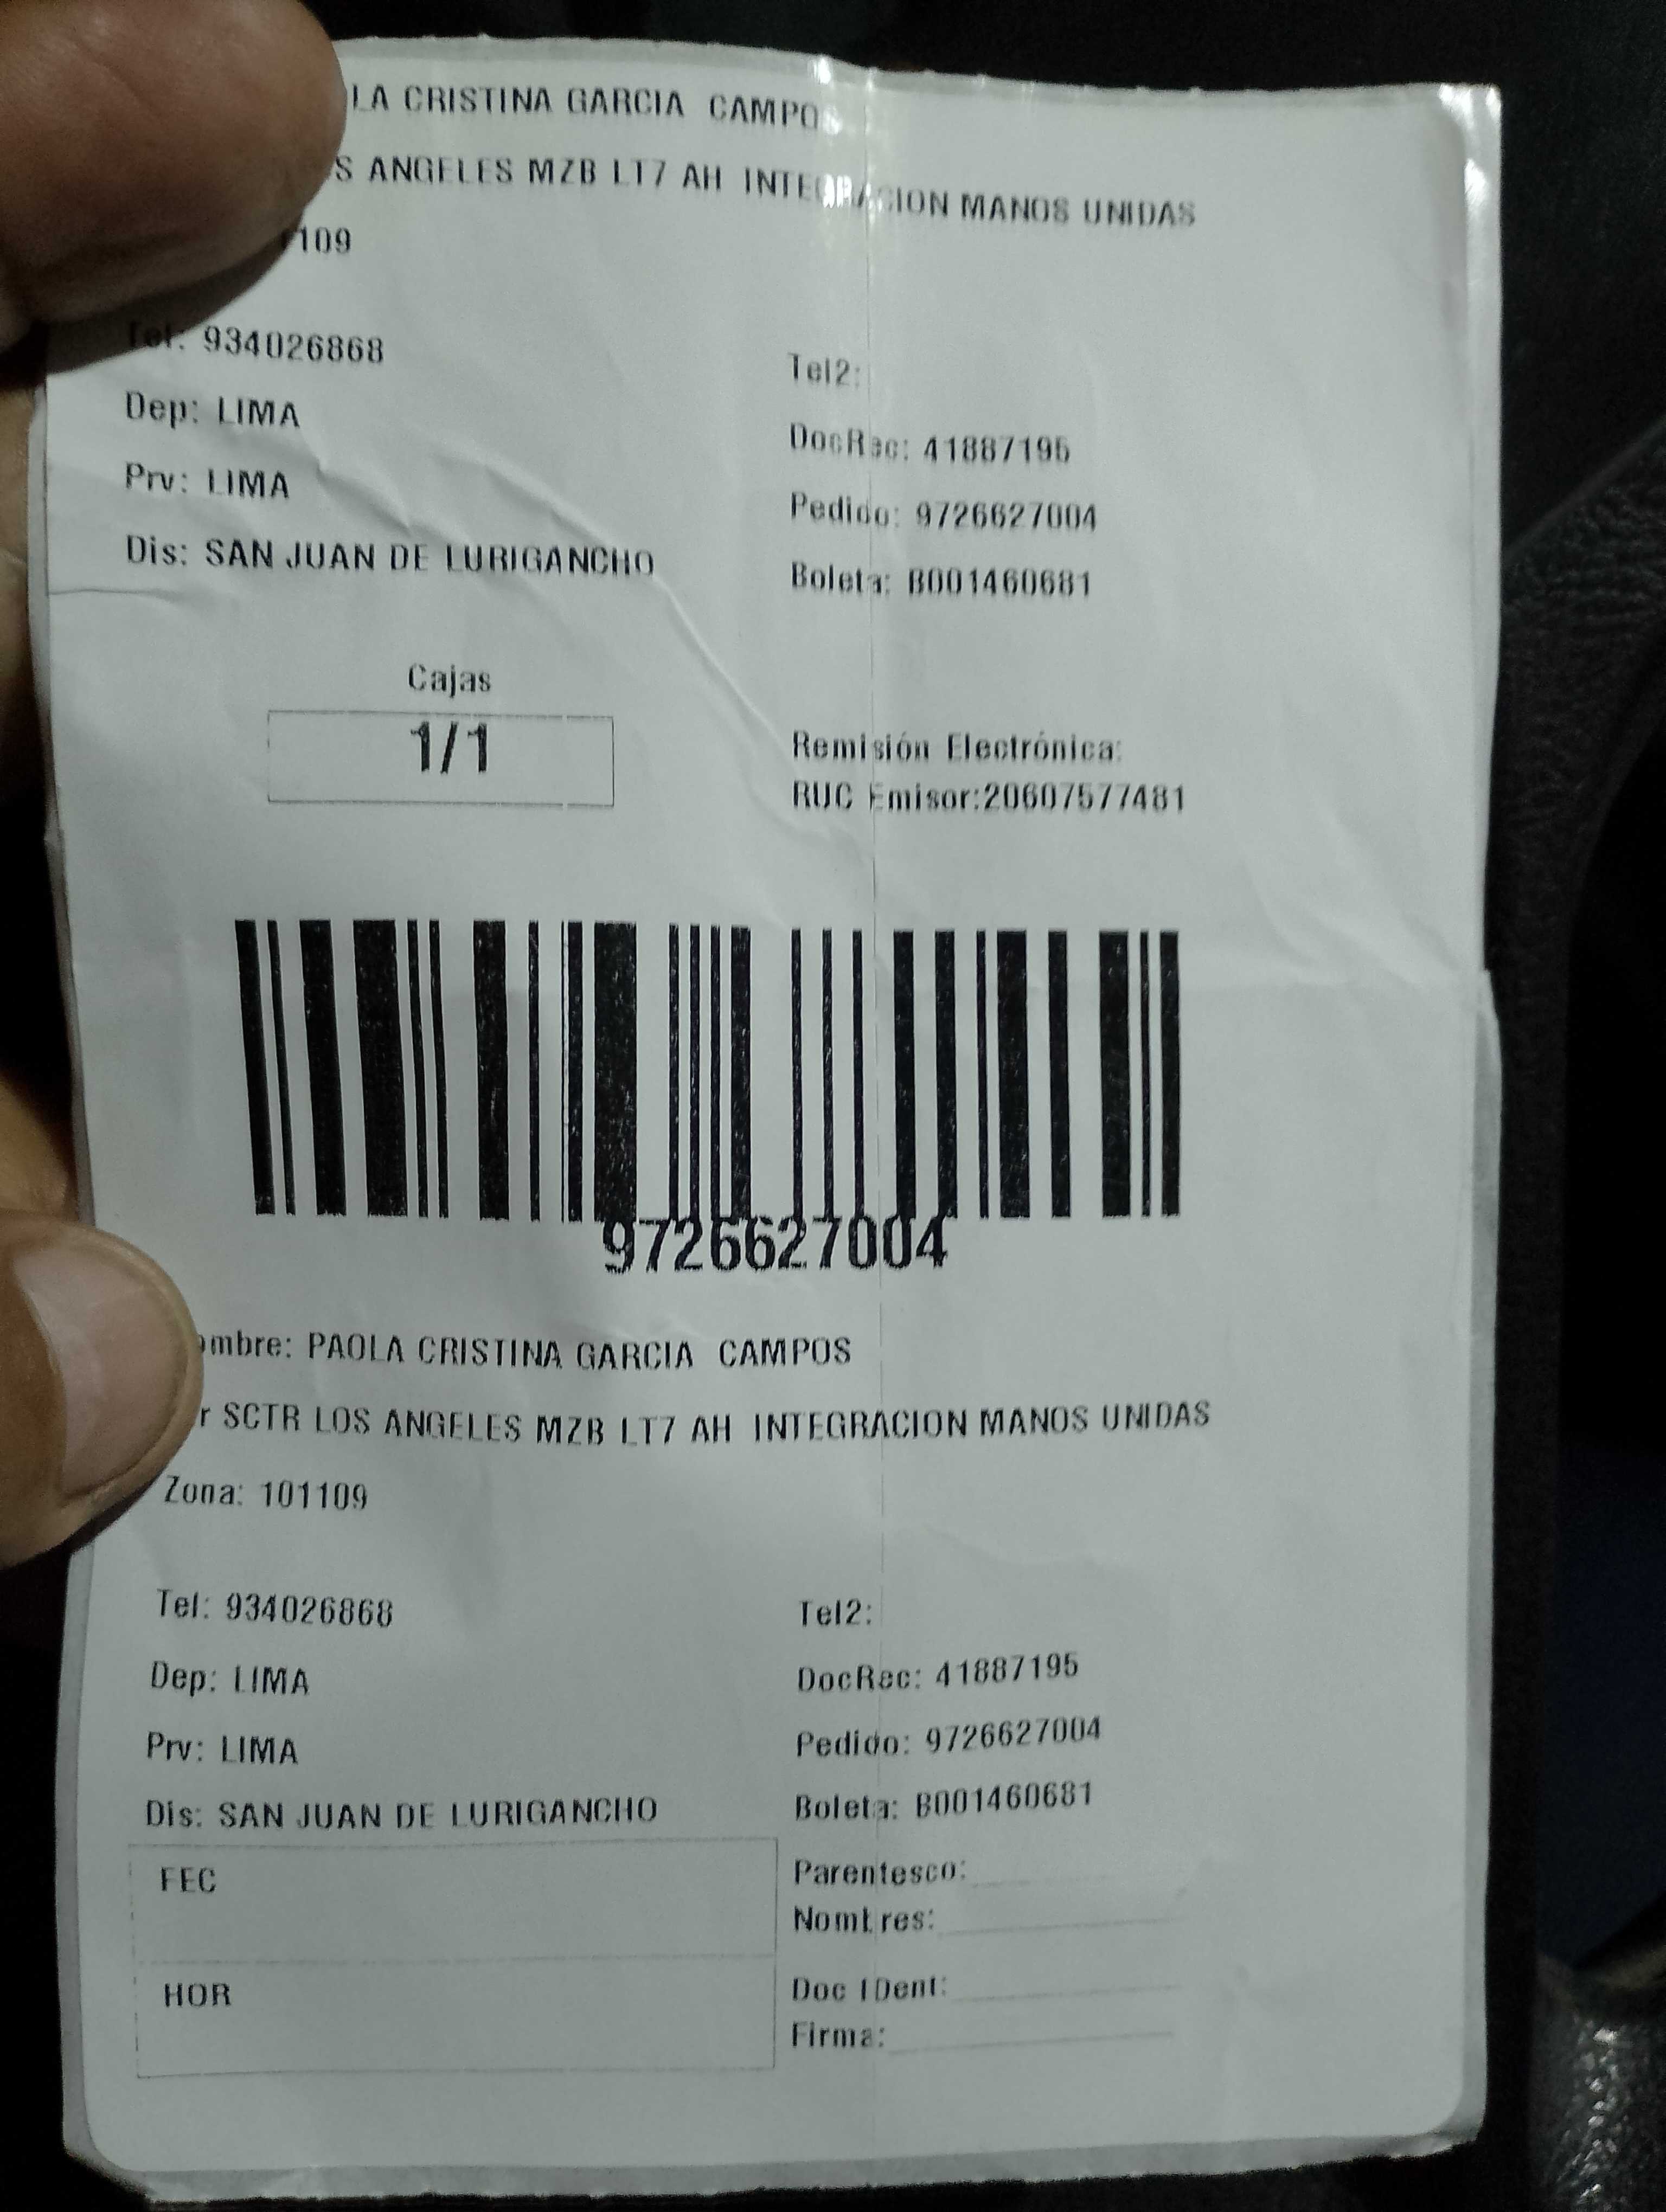 LA CRISTINA GARCIA CAMPOS
S ANGELES MZB LT7 AH INTEGRACION MANOS UNIDAS
109
Tel: 934026868
Tel2:
Dep: LIMA
DocRec: 41887195
Prv: LIMA
Pedido: 9726627004
Dis: SAN JUAN DE LURIGANCHO
Boleta: B001460681
Cajas
1/1
Remisión Electrónica:
RUC Emisor:20607577481
9726627004
ombre: PAOLA CRISTINA GARCIA CAMPOS
r SCTR LOS ANGELES MZB LT7 AH INTEGRACION MANOS UNIDAS
Zona: 101109
Tel: 934026868
Tel2:
Dep: LIMA
DocRec: 41887195
Prv: LIMA
Pedido: 9726627004
Dis: SAN JUAN DE LURIGANCHO
Boleta: B001460681
FEC
Parentesco:
Nombres:
HOR
Doc IDent:
Firma: